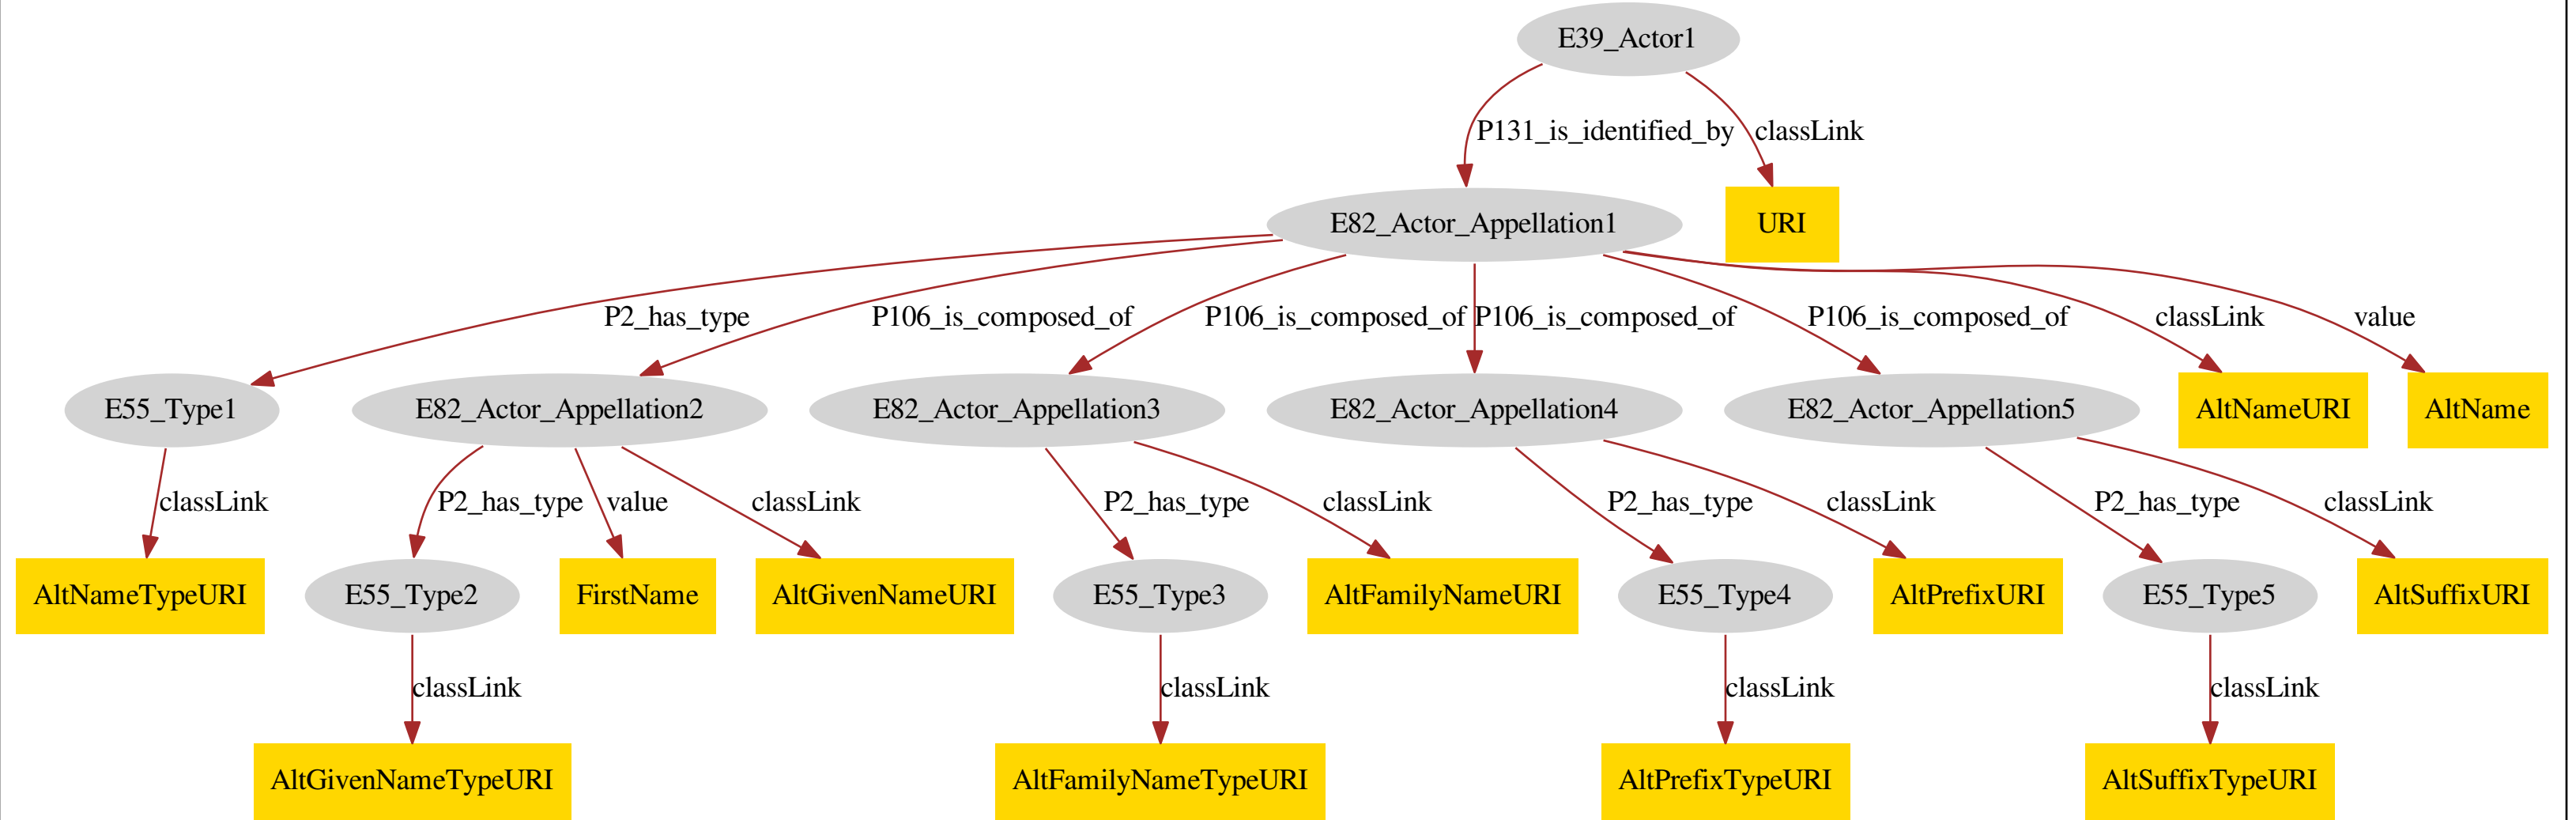 E39_Actor1
P131_is_identified_by classLink
E82_Actor_Appellation1 URI
P2_has_type P106_is_composed_of P106_is_composed_of P106_is_composed_of P106_is_composed_of classLink value
E55_Type1 E82_Actor_Appellation2 E82_Actor_Appellation3 E82_Actor_Appellation4 E82_Actor_Appellation5 AltNameURI AltName
classLink P2_has_type value classLink P2_has_type classLink P2_has_type classLink P2_has_type classLink
AltNameTypeURI E55_Type2 FirstName AltGivenNameURI E55_Type3 AltFamilyNameURI E55_Type4 AltPrefixURI E55_Type5 AltSuffixURI
classLink classLink classLink classLink
AltGivenNameTypeURI AltFamilyNameTypeURI AltPrefixTypeURI AltSuffixTypeURI